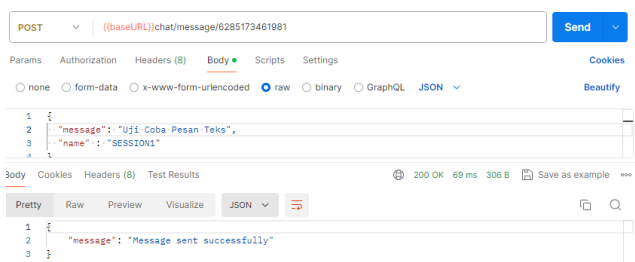 POST {{baseURL}}chat/message/6285173461981 Send
Params Authorization Headers (8) Body Scripts Settings Cookies
none form-data x-www-form-urlencoded raw binary GraphQL JSON Beautify
1 {
2 "message": "Uji Coba Pesan Teks",
3 "name" : "SESSION1"
4 }
Body Cookies Headers (8) Test Results 200 OK 69 ms 306 B Save as example
Pretty Raw Preview Visualize JSON
1 {
2 "message": "Message sent successfully"
3 }